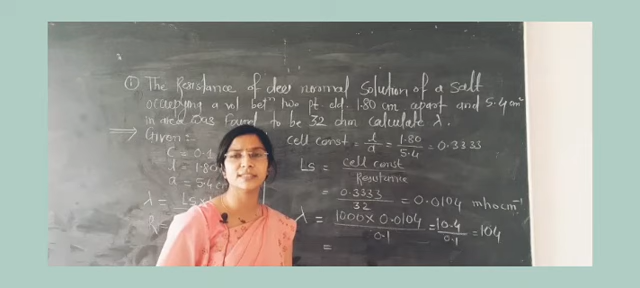 ① The Resistance of deci normal Solution of a Salt
occupying a vol betⁿ two pt. eld. 1.80 cm apart and 5.4 cm²
in area was found to be 32 ohm calculate λ.
⟹ Given :-
C = 0.1
l = 1.80
a = 5.4
λ =
cell const = l/a = 1.80/5.4 = 0.3333
Ls = cell const/Resistance
= 0.3333/32 = 0.0104 mho cm⁻¹
λ = 1000 × 0.0104/0.1 = 10.4/0.1 = 104
=